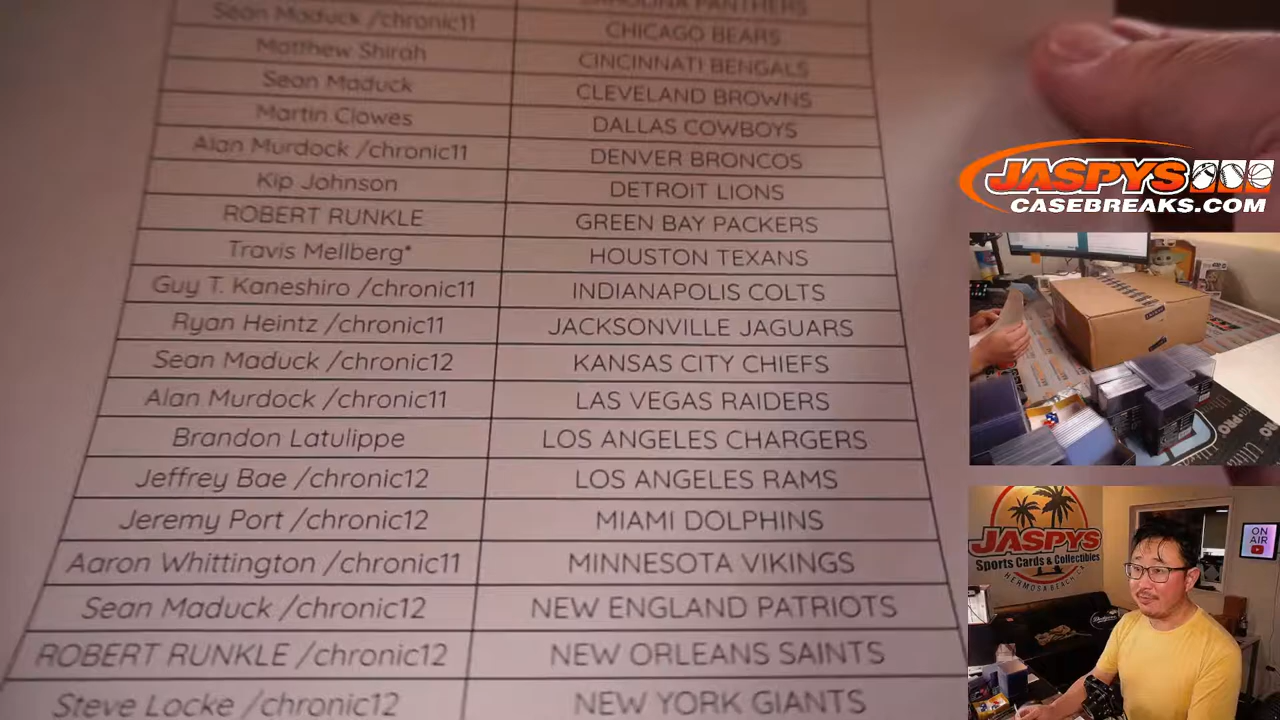 CAROLINA PANTHERS
Sean Maduck /chronic11 CHICAGO BEARS
Matthew Shirah CINCINNATI BENGALS
Sean Maduck CLEVELAND BROWNS
Martin Clowes DALLAS COWBOYS
Alan Murdock /chronic11 DENVER BRONCOS
Kip Johnson DETROIT LIONS
ROBERT RUNKLE GREEN BAY PACKERS
Travis Mellberg* HOUSTON TEXANS
Guy T. Kaneshiro /chronic11 INDIANAPOLIS COLTS
Ryan Heintz /chronic11 JACKSONVILLE JAGUARS
Sean Maduck /chronic12 KANSAS CITY CHIEFS
Alan Murdock /chronic11 LAS VEGAS RAIDERS
Brandon Latulippe LOS ANGELES CHARGERS
Jeffrey Bae /chronic12 LOS ANGELES RAMS
Jeremy Port /chronic12 MIAMI DOLPHINS
Aaron Whittington /chronic11 MINNESOTA VIKINGS
Sean Maduck /chronic12 NEW ENGLAND PATRIOTS
ROBERT RUNKLE /chronic12 NEW ORLEANS SAINTS
Steve Locke /chronic12 NEW YORK GIANTS
JASPYS
CASEBREAKS.COM
JASPYS
Sports Cards & Collectibles
HERMOSA BEACH, CA
ON
AIR